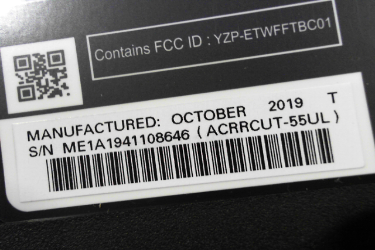 Contains FCC ID : YZP-ETWFFTBC01
MANUFACTURED: OCTOBER 2019 T
S/N ME1A1941108646 ( ACRRCUT-55UL )